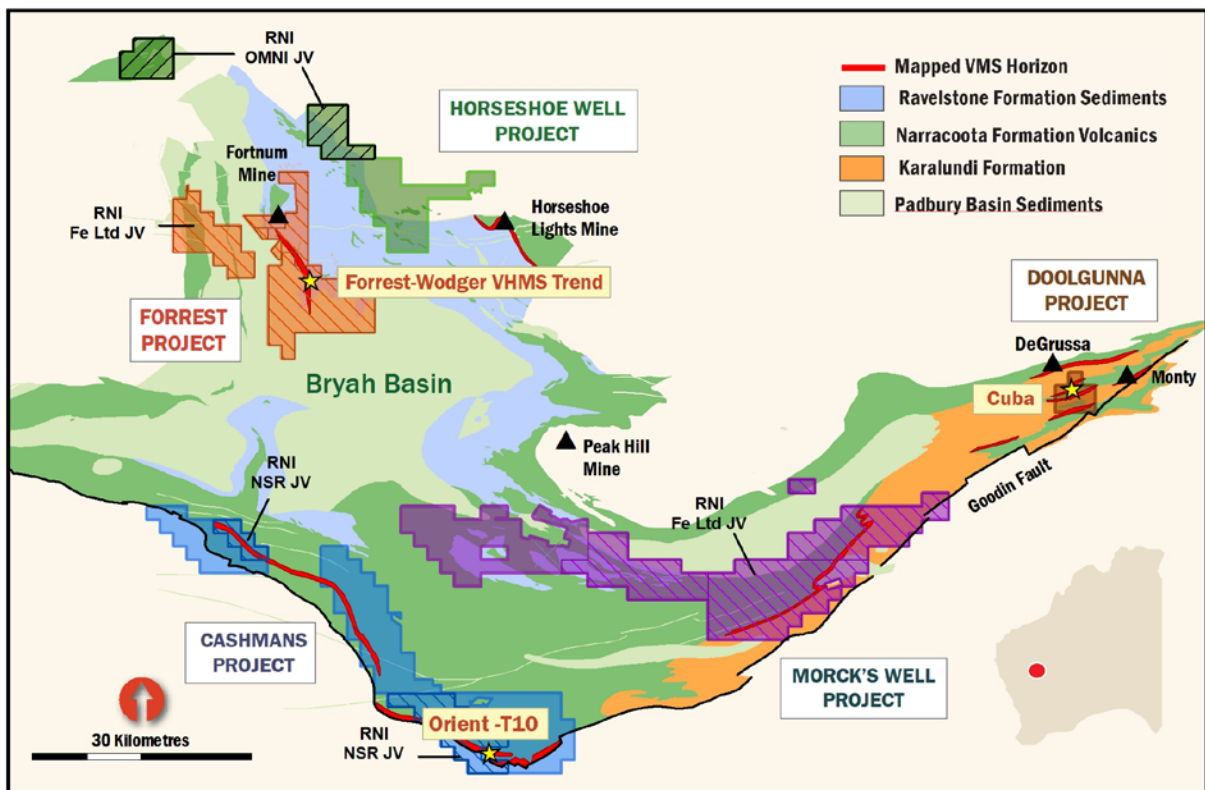 RNI
OMNI JV
HORSESHOE WELL
PROJECT
Mapped VMS Horizon
Ravelstone Formation Sediments
Narracoota Formation Volcanics
Karalundi Formation
Padbury Basin Sediments
Fortnum
Mine
RNI
Fe Ltd JV
Horseshoe
Lights Mine
Forrest-Wodger VHMS Trend
FORREST
PROJECT
DOOLGUNNA
PROJECT
DeGrussa
Monty
Cuba
Bryah Basin
Peak Hill
Mine
Goodin Fault
RNI
NSR JV
RNI
Fe Ltd JV
CASHMANS
PROJECT
MORCK'S WELL
PROJECT
Orient -T10
RNI
NSR JV
30 Kilometres